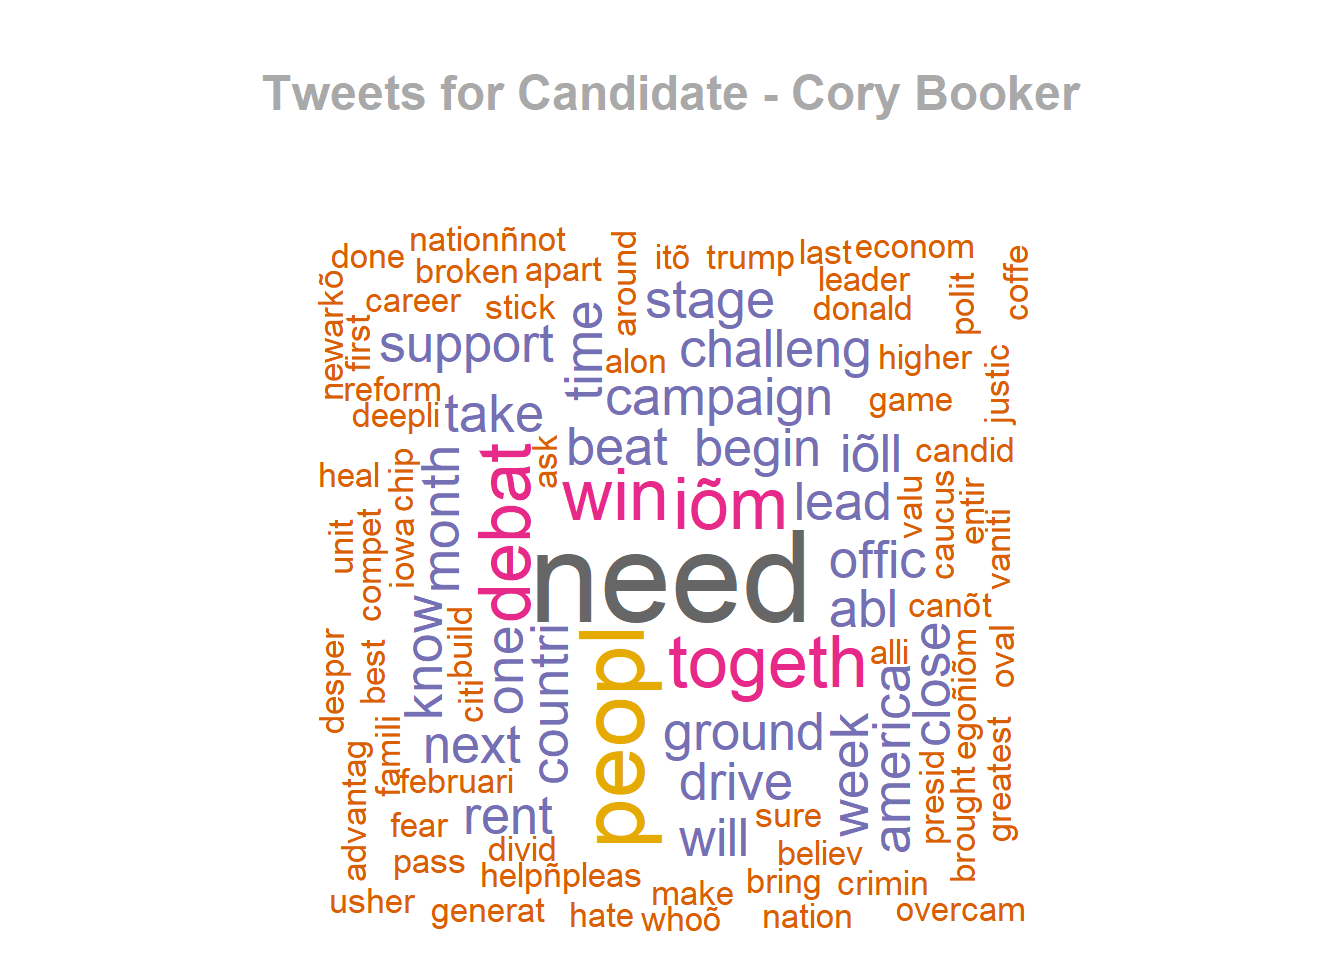 Tweets for Candidate - Cory Booker
nationñnot
done
broken
apart
around
itõ
trump
last
econom
leader
donald
polit
coffe
newarkõ
first
career
stick
time
stage
support
alon
challeng
higher
justic
reform
deepli
take
campaign
game
ask
beat
begin
iõll
candid
heal
chip
month
debat
win
iõm
lead
valu
caucus
entir
vaniti
unit
compet
iowa
need
offic
abl
canõt
know
build
one
countri
peopl
togeth
alli
close
egoñiõm
oval
desper
best
citi
famili
next
ground
week
america
presid
brought
greatest
advantag
februari
drive
rent
fear
will
sure
divid
pass
believ
helpñpleas
bring
crimin
usher
generat
hate
make
whoõ
nation
overcam